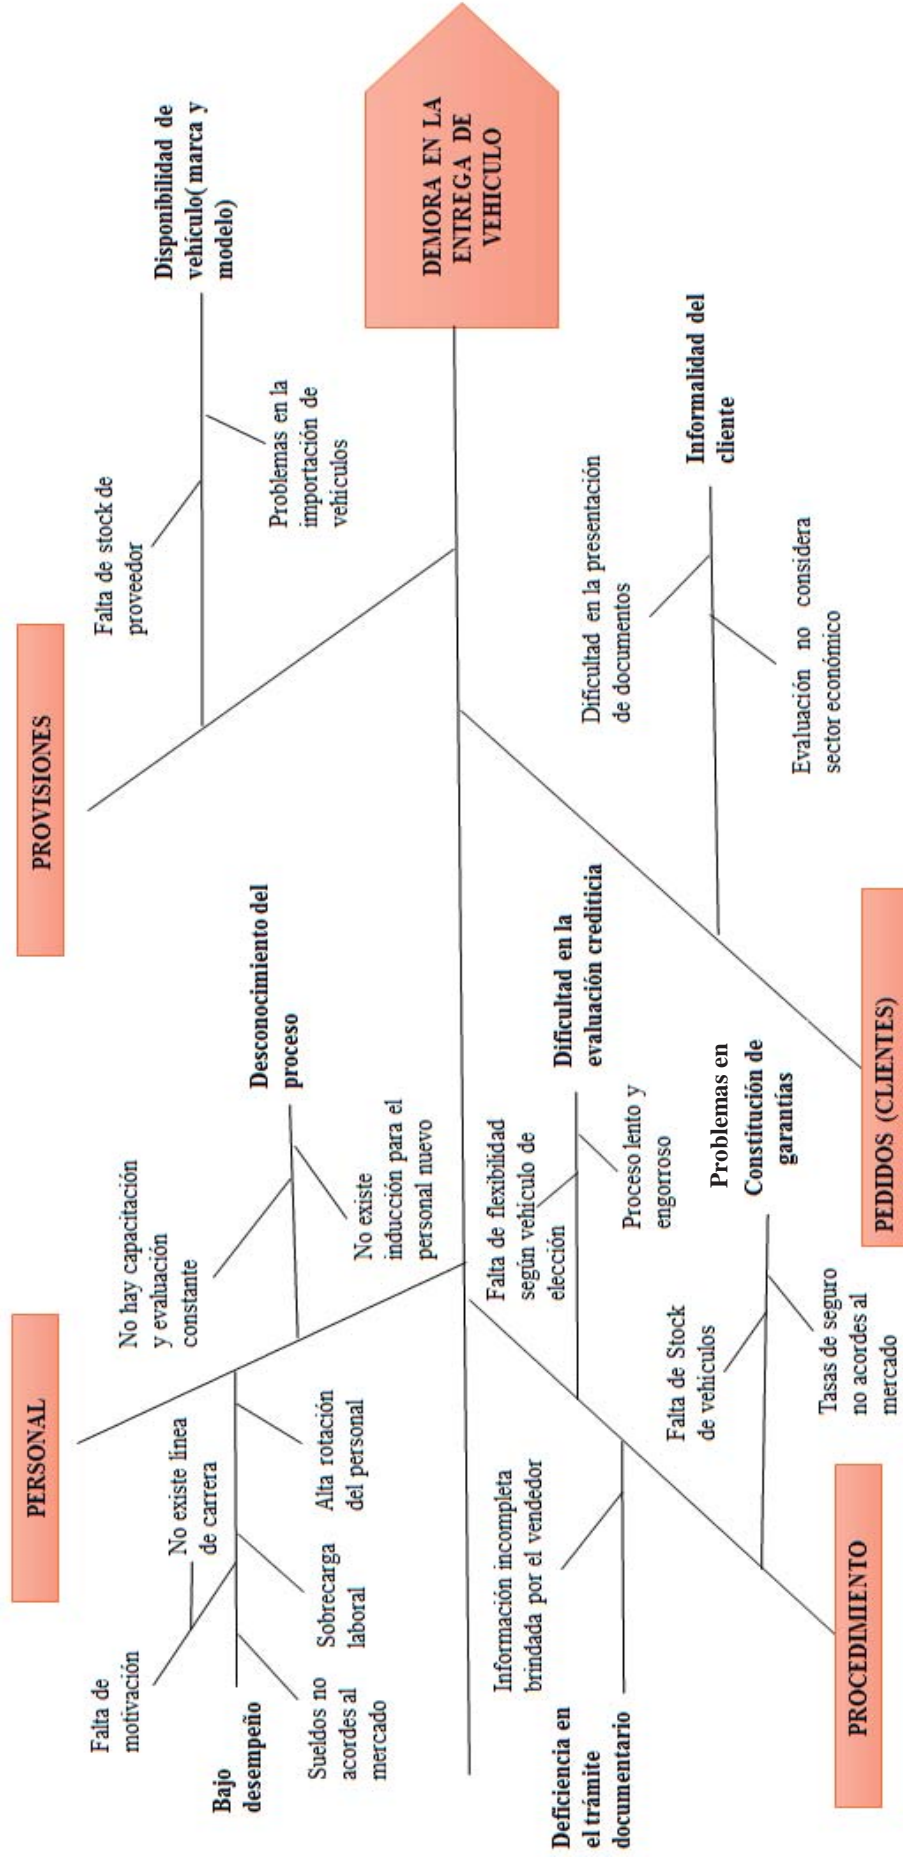 PERSONAL
PROVISIONES
Falta de
motivación
No existe línea
de carrera
Bajo
desempeño
Sueldos no
acordes al
mercado
Sobrecarga
laboral
Alta rotación
del personal
No hay capacitación
y evaluación
constante
Desconocimiento del
proceso
No existe
inducción para el
personal nuevo
Falta de stock de
proveedor
Disponibilidad de
vehículo( marca y
modelo)
Problemas en la
importación de
vehículos
DEMORA EN LA
ENTREGA DE
VEHICULO
Información incompleta
brindada por el vendedor
Deficiencia en
el trámite
documentario
Falta de flexibilidad
según vehículo de
elección
Dificultad en la
evaluación crediticia
Proceso lento y
engorroso
Falta de Stock
de vehículos
Problemas en
Constitución de
garantías
Tasas de seguro
no acordes al
mercado
Dificultad en la presentación
de documentos
Informalidad del
cliente
Evaluación no considera
sector económico
PROCEDIMIENTO
PEDIDOS (CLIENTES)